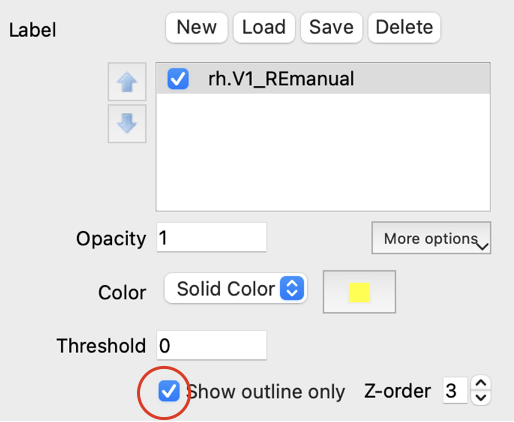 Label New Load Save Delete
rh.V1_REmanual
Opacity 1 More options
Color Solid Color
Threshold 0
Show outline only Z-order 3